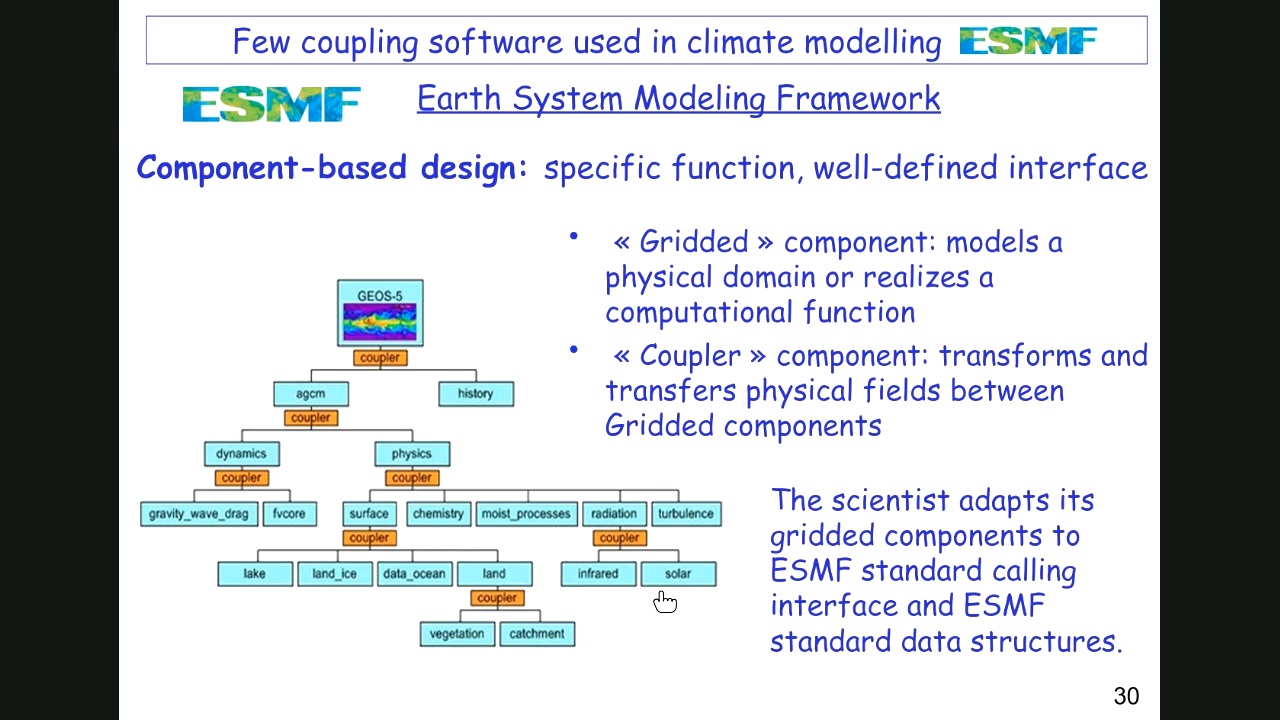 Few coupling software used in climate modelling ESMF
ESMF Earth System Modeling Framework
Component-based design: specific function, well-defined interface
• « Gridded » component: models a
physical domain or realizes a
computational function
• « Coupler » component: transforms and
transfers physical fields between
Gridded components
GEOS-5
coupler
agcm history
coupler
dynamics physics
coupler coupler
gravity_wave_drag fvcore surface chemistry moist_processes radiation turbulence
coupler coupler
lake land_ice data_ocean land infrared solar
coupler
vegetation catchment
The scientist adapts its
gridded components to
ESMF standard calling
interface and ESMF
standard data structures.
30